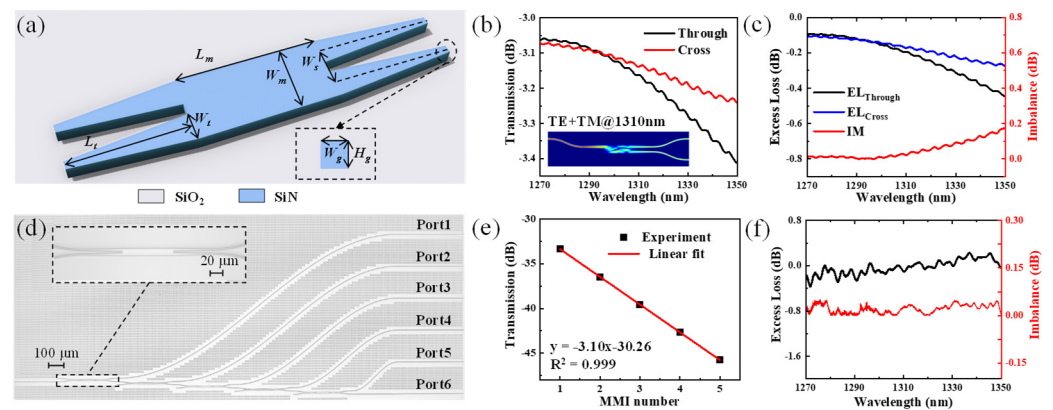 (a)
L_m
W_m
W_s
W_t
L_t
W_g
H_g
SiO₂
SiN
(b)
Transmission (dB)
-3.0
-3.1
-3.2
-3.3
-3.4
Through
Cross
TE+TM@1310nm
1270
1290
1310
1330
1350
Wavelength (nm)
(c)
Excess Loss (dB)
0.0
-0.2
-0.4
-0.6
-0.8
EL_Through
EL_Cross
IM
0.8
0.6
0.4
0.2
0.0
Imbalance (dB)
1270
1290
1310
1330
1350
Wavelength (nm)
(d)
20 μm
100 μm
Port1
Port2
Port3
Port4
Port5
Port6
(e)
Transmission (dB)
-30
-35
-40
-45
Experiment
Linear fit
y = -3.10x-30.26
R² = 0.999
1
2
3
4
5
MMI number
(f)
Excess Loss (dB)
0.8
0.0
-0.8
-1.6
0.30
0.15
0.00
-0.15
Imbalance (dB)
1270
1290
1310
1330
1350
Wavelength (nm)